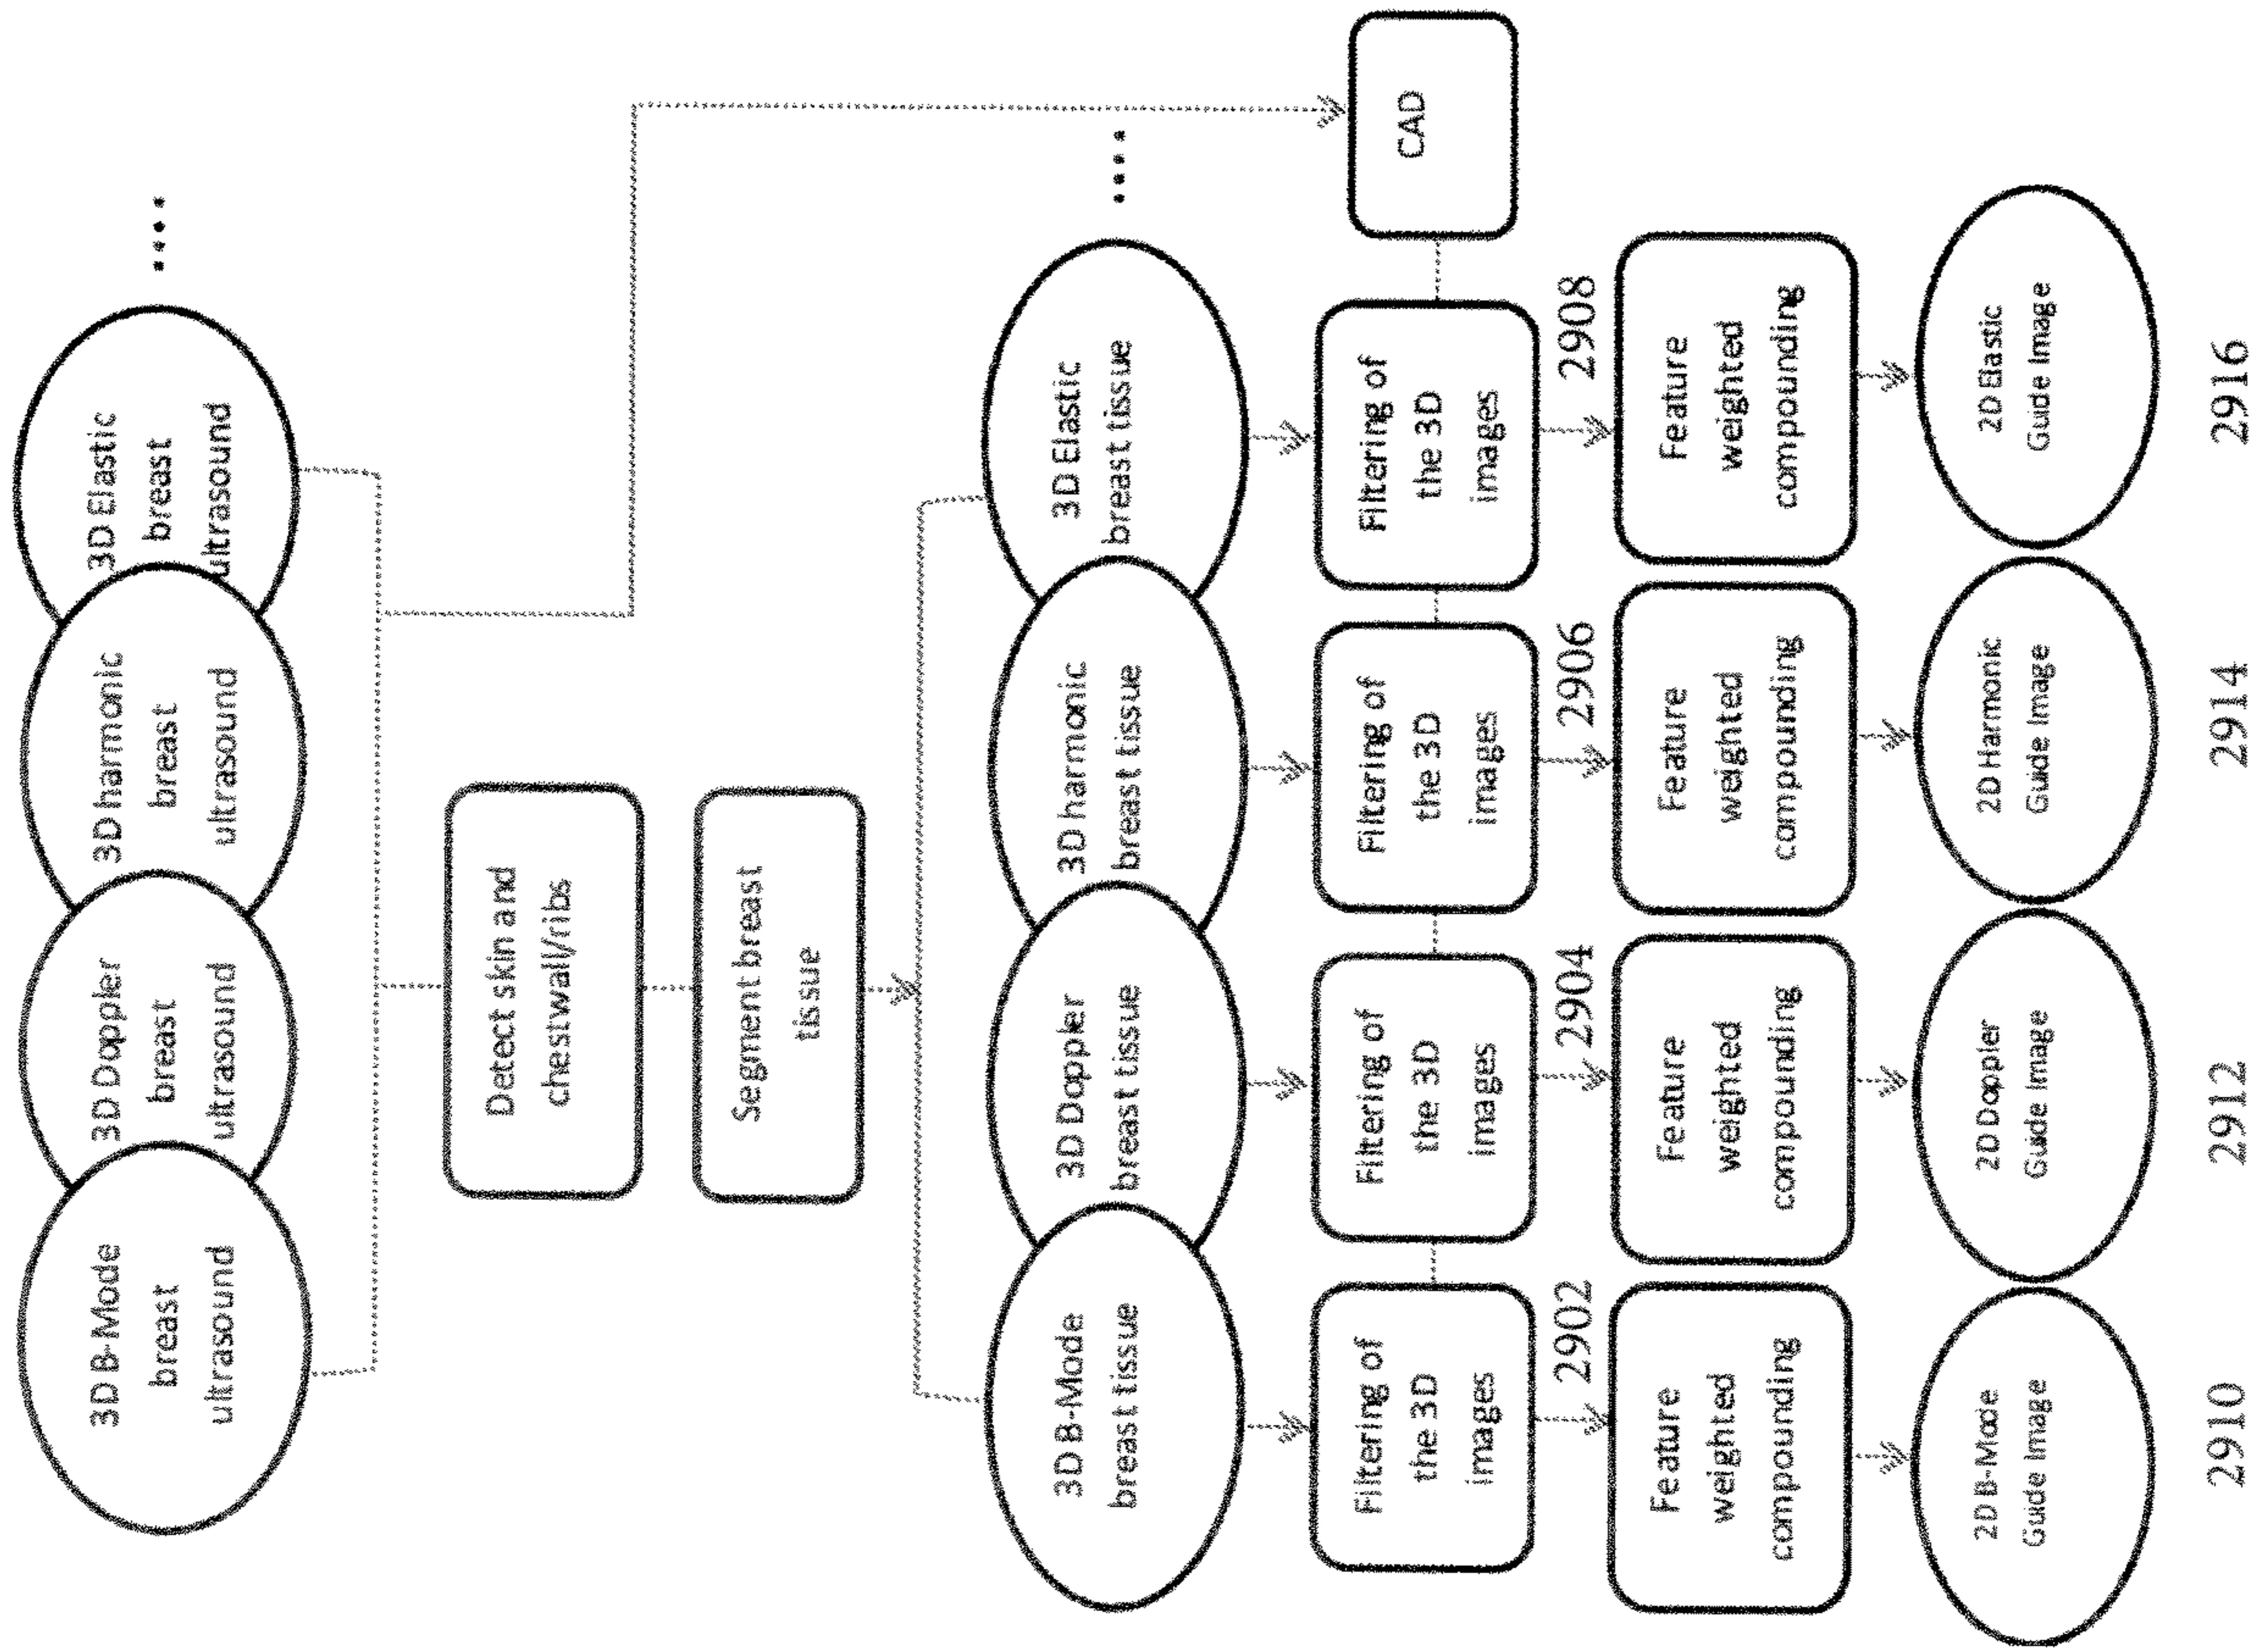 3D B-Mode
breast
ultrasound
3D Doppler
breast
ultrasound
3D harmonic
breast
ultrasound
3D Elastic
breast
ultrasound
....
Detect skin and
chestwall/ribs
Segment breast
tissue
3D B-Mode
breast tissue
3D Doppler
breast tissue
3D harmonic
breast tissue
3D Elastic
breast tissue
....
Filtering of
the 3D
images
Filtering of
the 3D
images
Filtering of
the 3D
images
Filtering of
the 3D
images
CAD
2902
2904
2906
2908
Feature
weighted
compounding
Feature
weighted
compounding
Feature
weighted
compounding
Feature
weighted
compounding
2D B-Mode
Guide Image
2D Doppler
Guide Image
2D Harmonic
Guide Image
2D Elastic
Guide Image
2910
2912
2914
2916